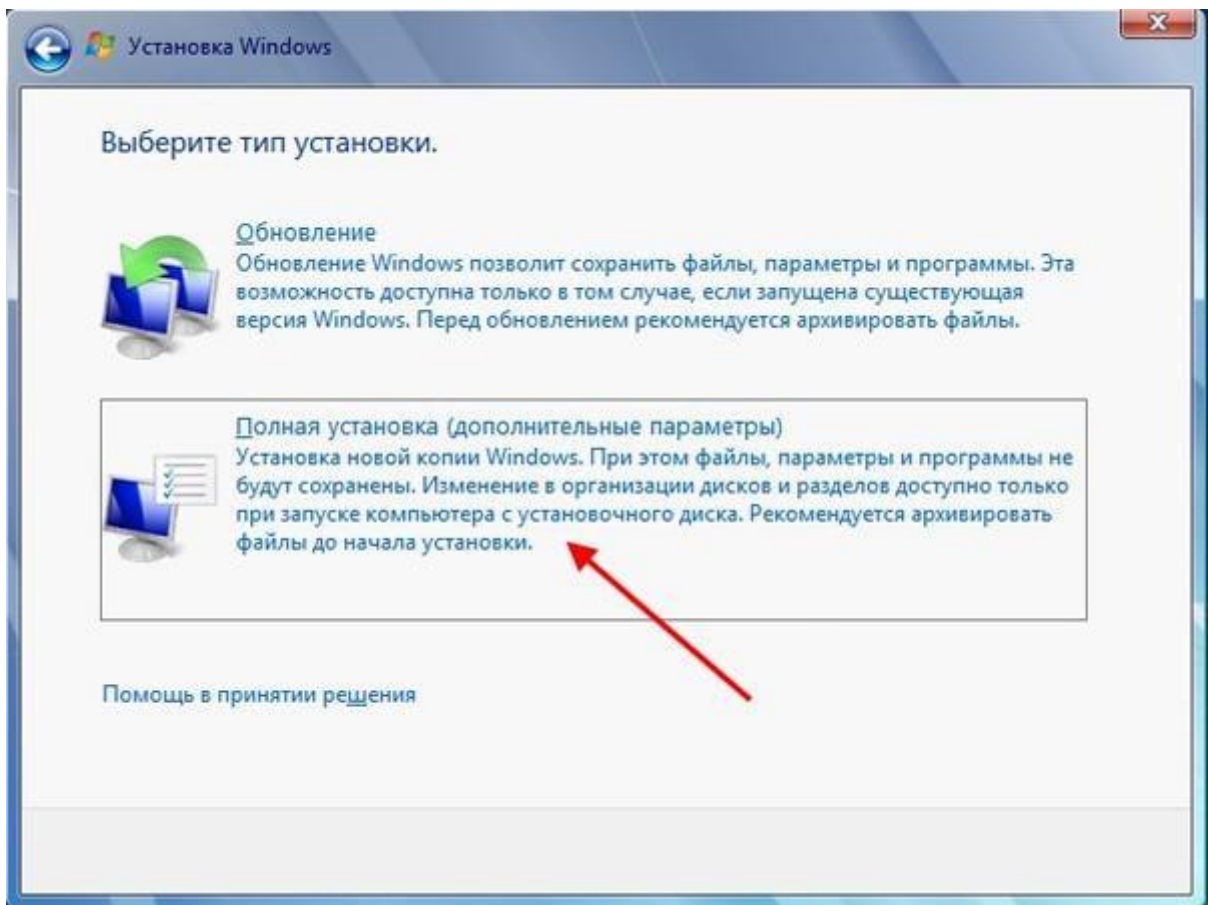 Установка Windows
Выберите тип установки.
Обновление
Обновление Windows позволит сохранить файлы, параметры и программы. Эта
возможность доступна только в том случае, если запущена существующая
версия Windows. Перед обновлением рекомендуется архивировать файлы.
Полная установка (дополнительные параметры)
Установка новой копии Windows. При этом файлы, параметры и программы не
будут сохранены. Изменение в организации дисков и разделов доступно только
при запуске компьютера с установочного диска. Рекомендуется архивировать
файлы до начала установки.
Помощь в принятии решения